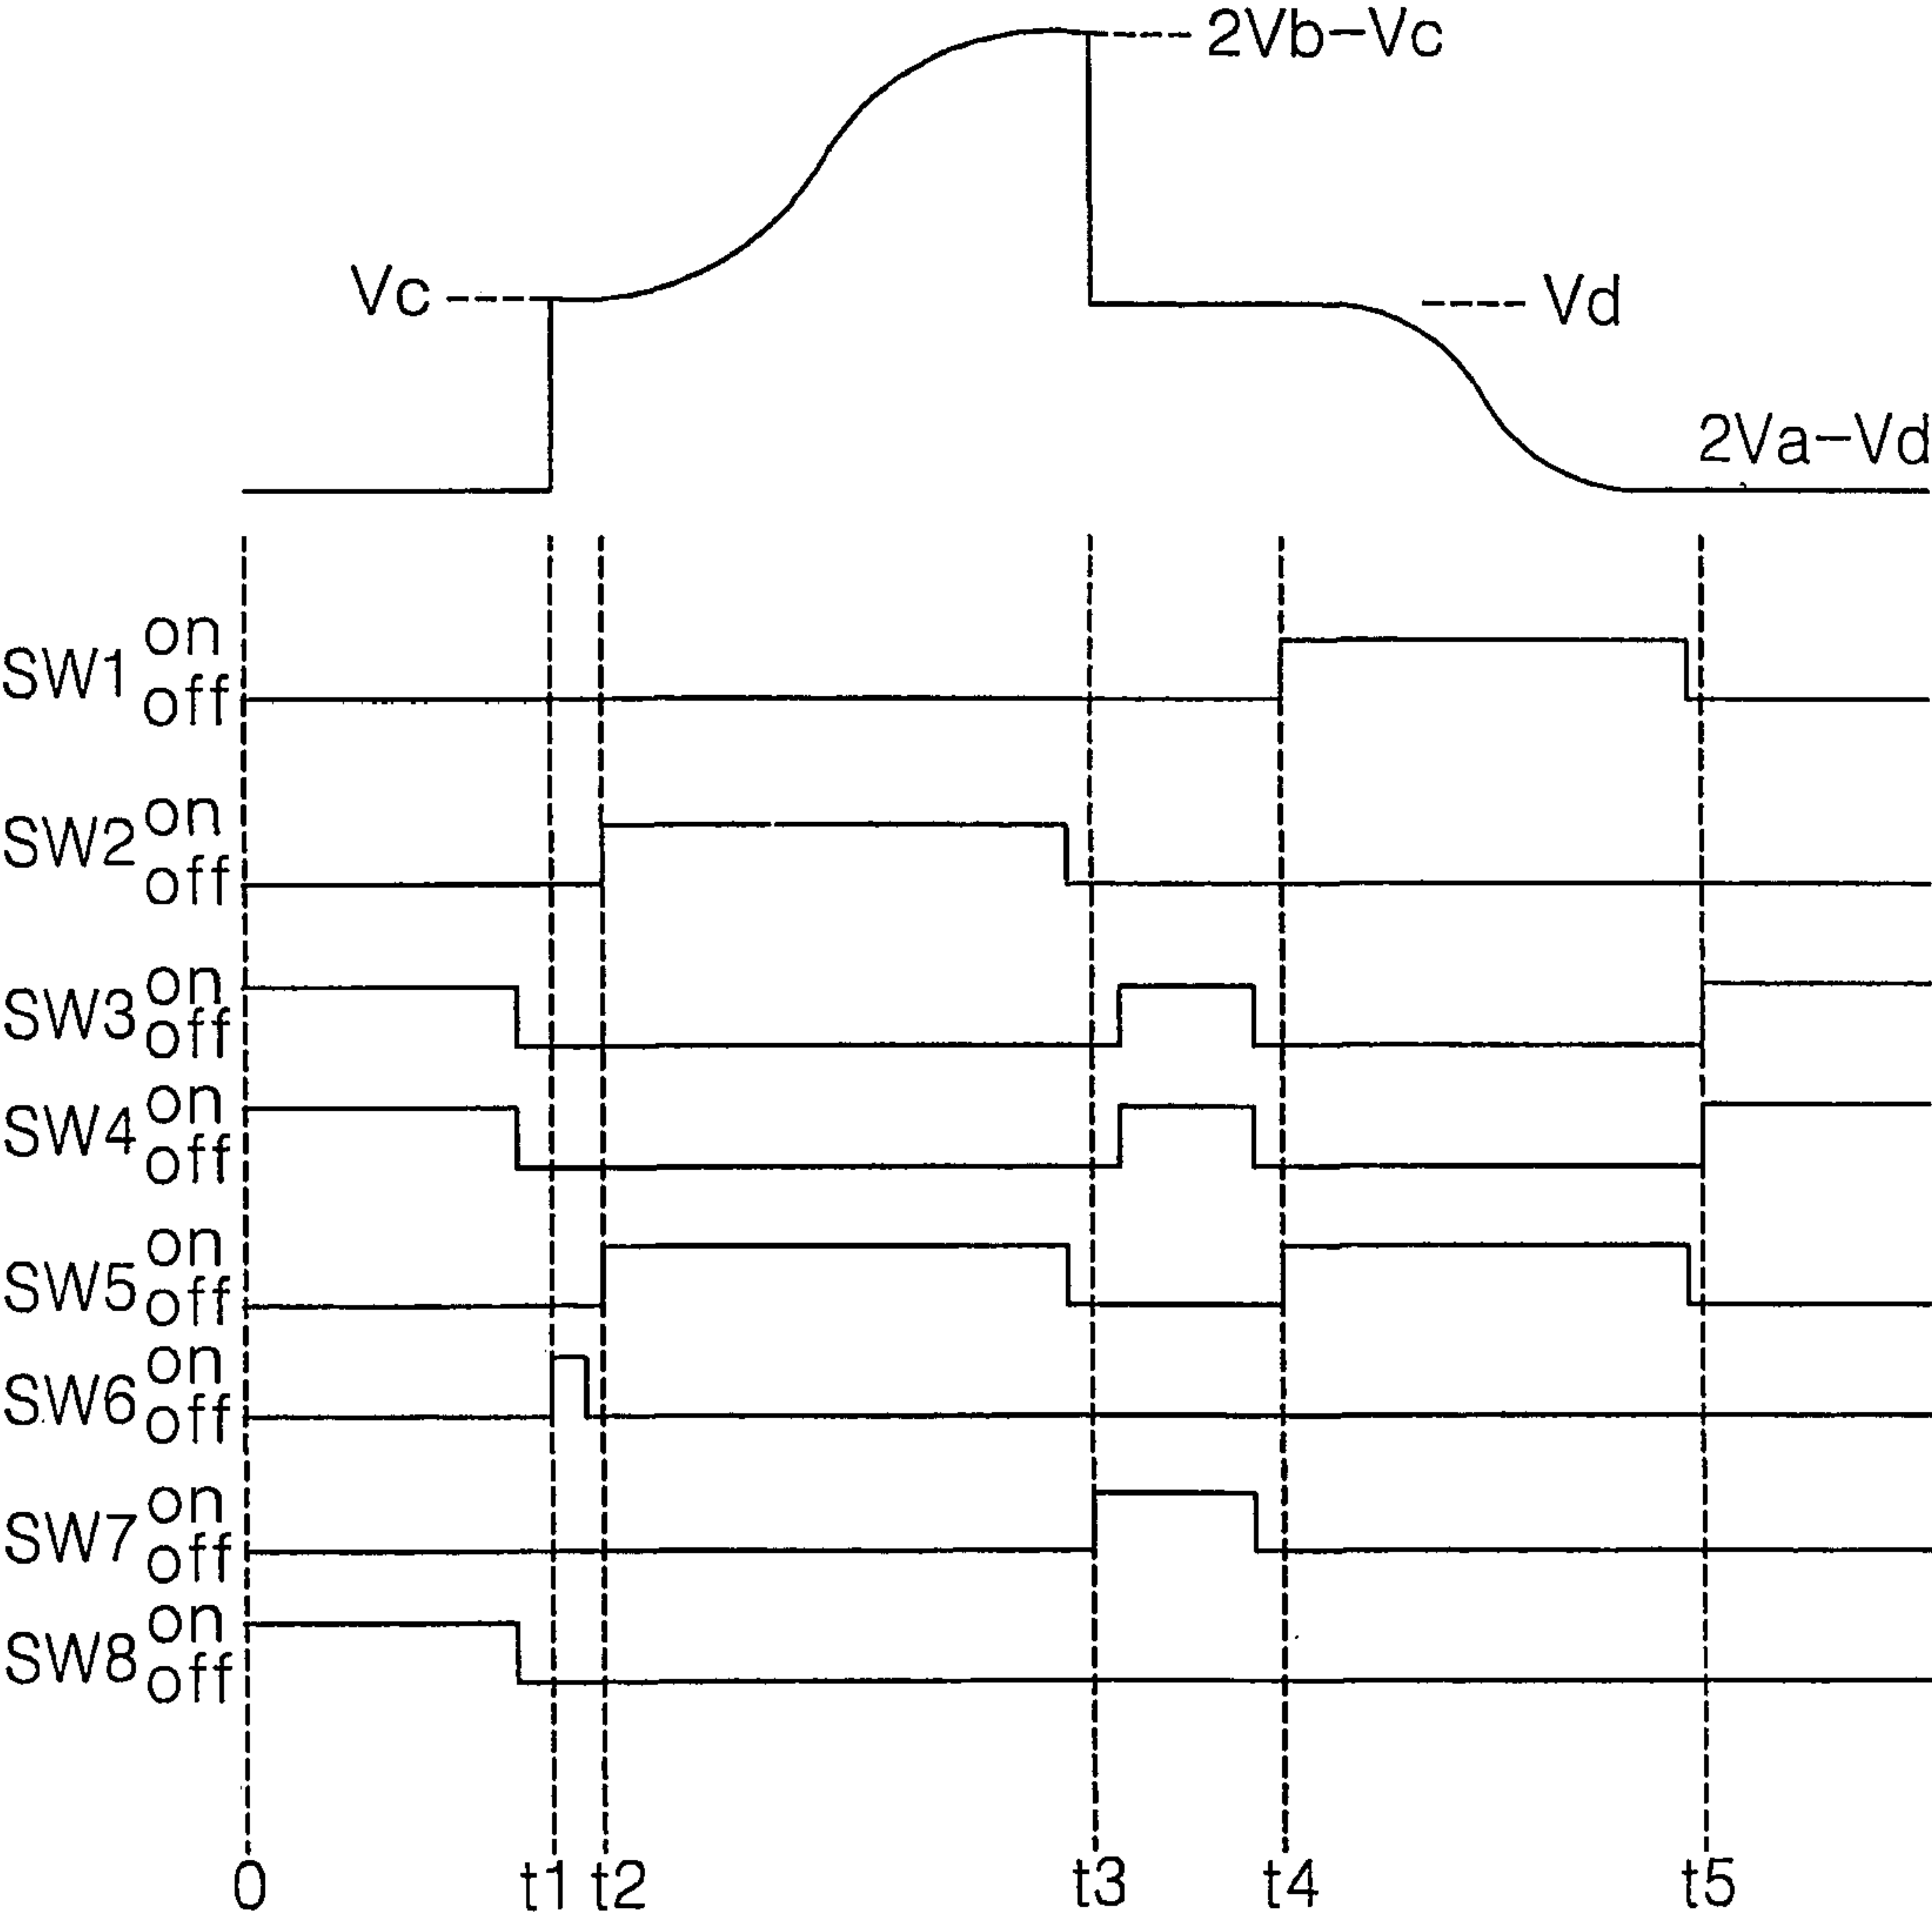 2Vb-Vc
Vc
Vd
2Va-Vd
SW1 on off
SW2 on off
SW3 on off
SW4 on off
SW5 on off
SW6 on off
SW7 on off
SW8 on off
0 t1 t2 t3 t4 t5